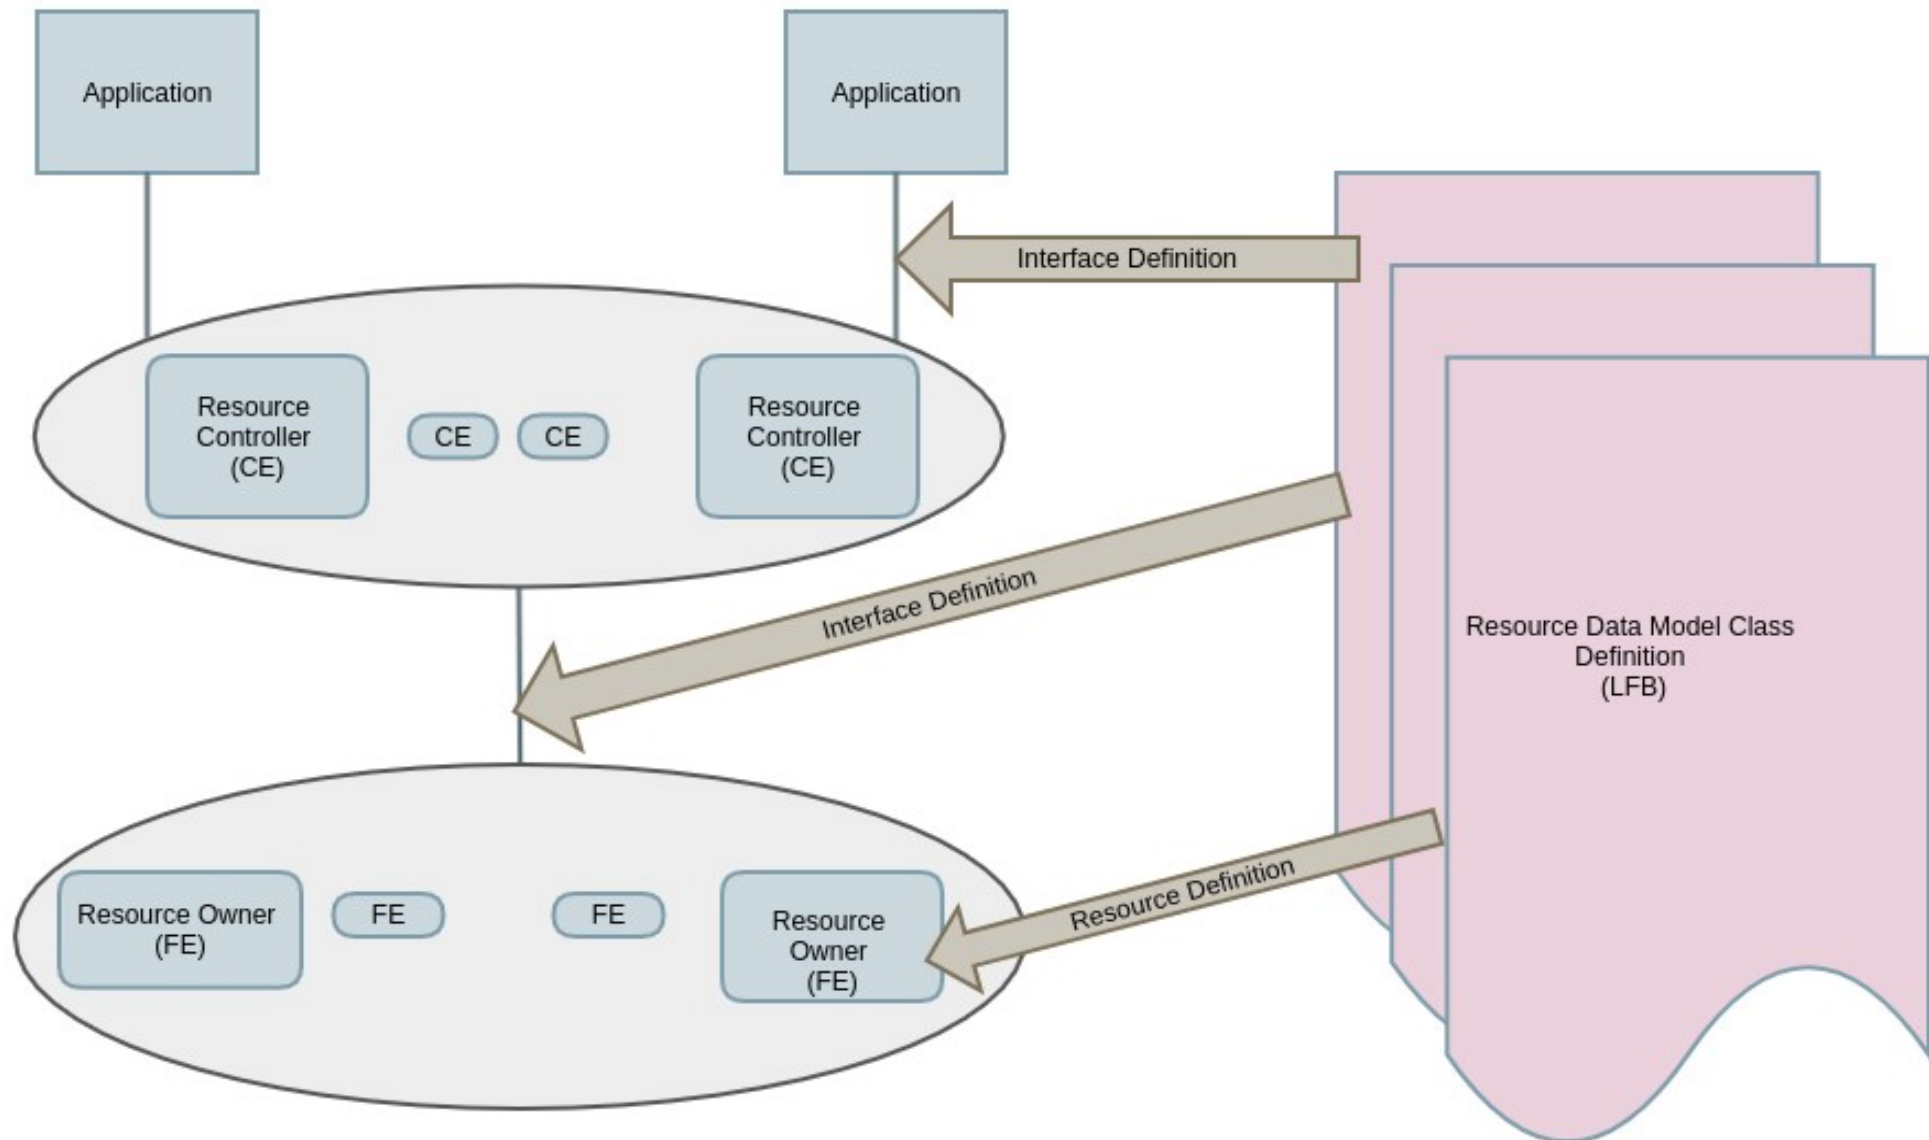 Application
Application
Interface Definition
Resource
Controller
(CE)
CE
CE
Resource
Controller
(CE)
Interface Definition
Resource Data Model Class
Definition
(LFB)
Resource Definition
Resource Owner
(FE)
FE
FE
Resource
Owner
(FE)